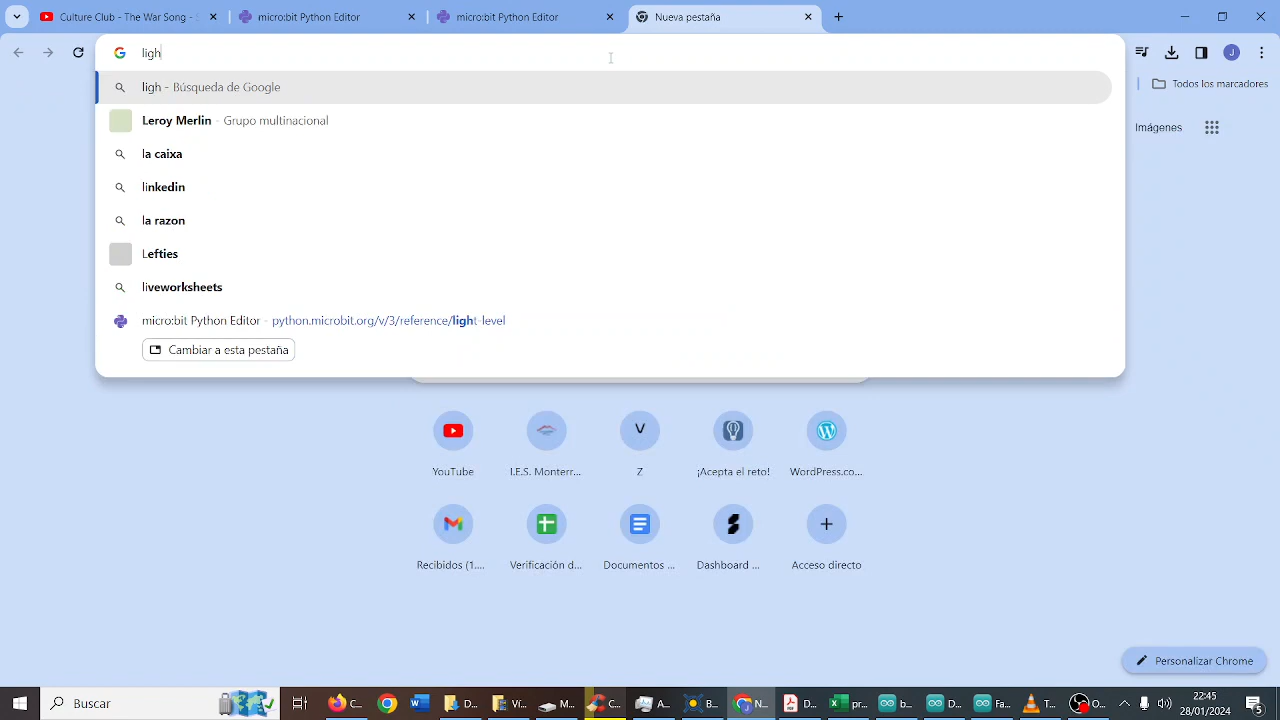 Culture Club - The War Song -
micro:bit Python Editor
micro:bit Python Editor
Nueva pestaña
ligh
J
Todos los marcadores
ligh - Búsqueda de Google
Leroy Merlin - Grupo multinacional
Imágenes
la caixa
linkedin
la razon
Lefties
liveworksheets
micro:bit Python Editor - python.microbit.org/v/3/reference/light-level
Cambiar a esta pestaña
V
YouTube
I.E.S. Monterr...
Z
¡Acepta el reto!
WordPress.co...
Recibidos (1....
Verificación d...
Documentos ...
Dashboard ...
Acceso directo
Personalizar Chrome
Buscar
C...
D...
Vi...
M...
C...
A...
B...
N...
D...
pr...
b...
D...
Fa...
T...
O...
22:45
28/01/2024